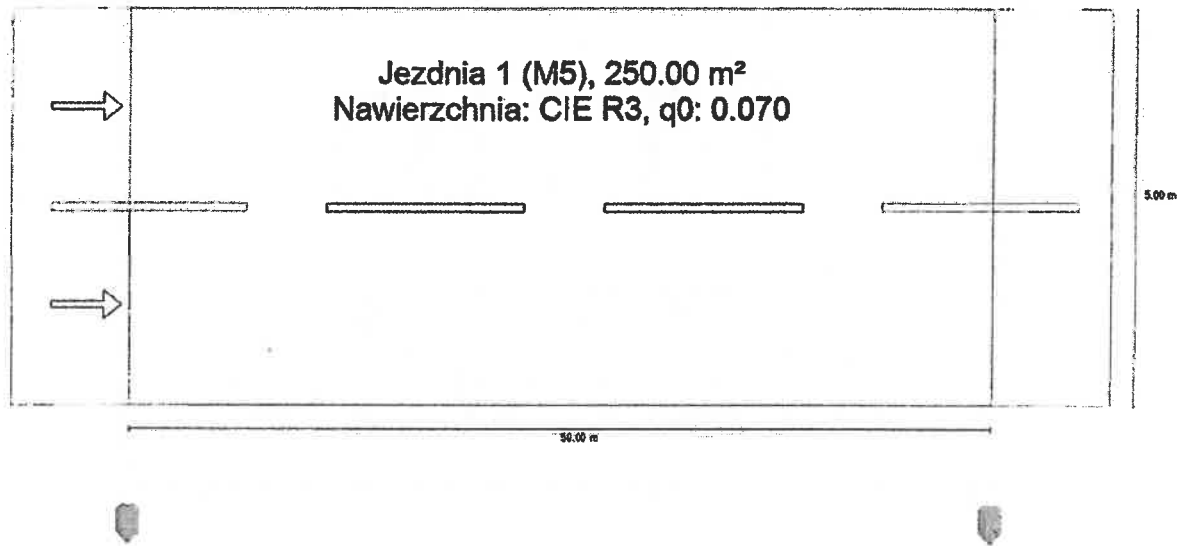 Jezdnia 1 (M5), 250.00 m²
Nawierzchnia: CIE R3, q0: 0.070
5.00 m
50.00 m